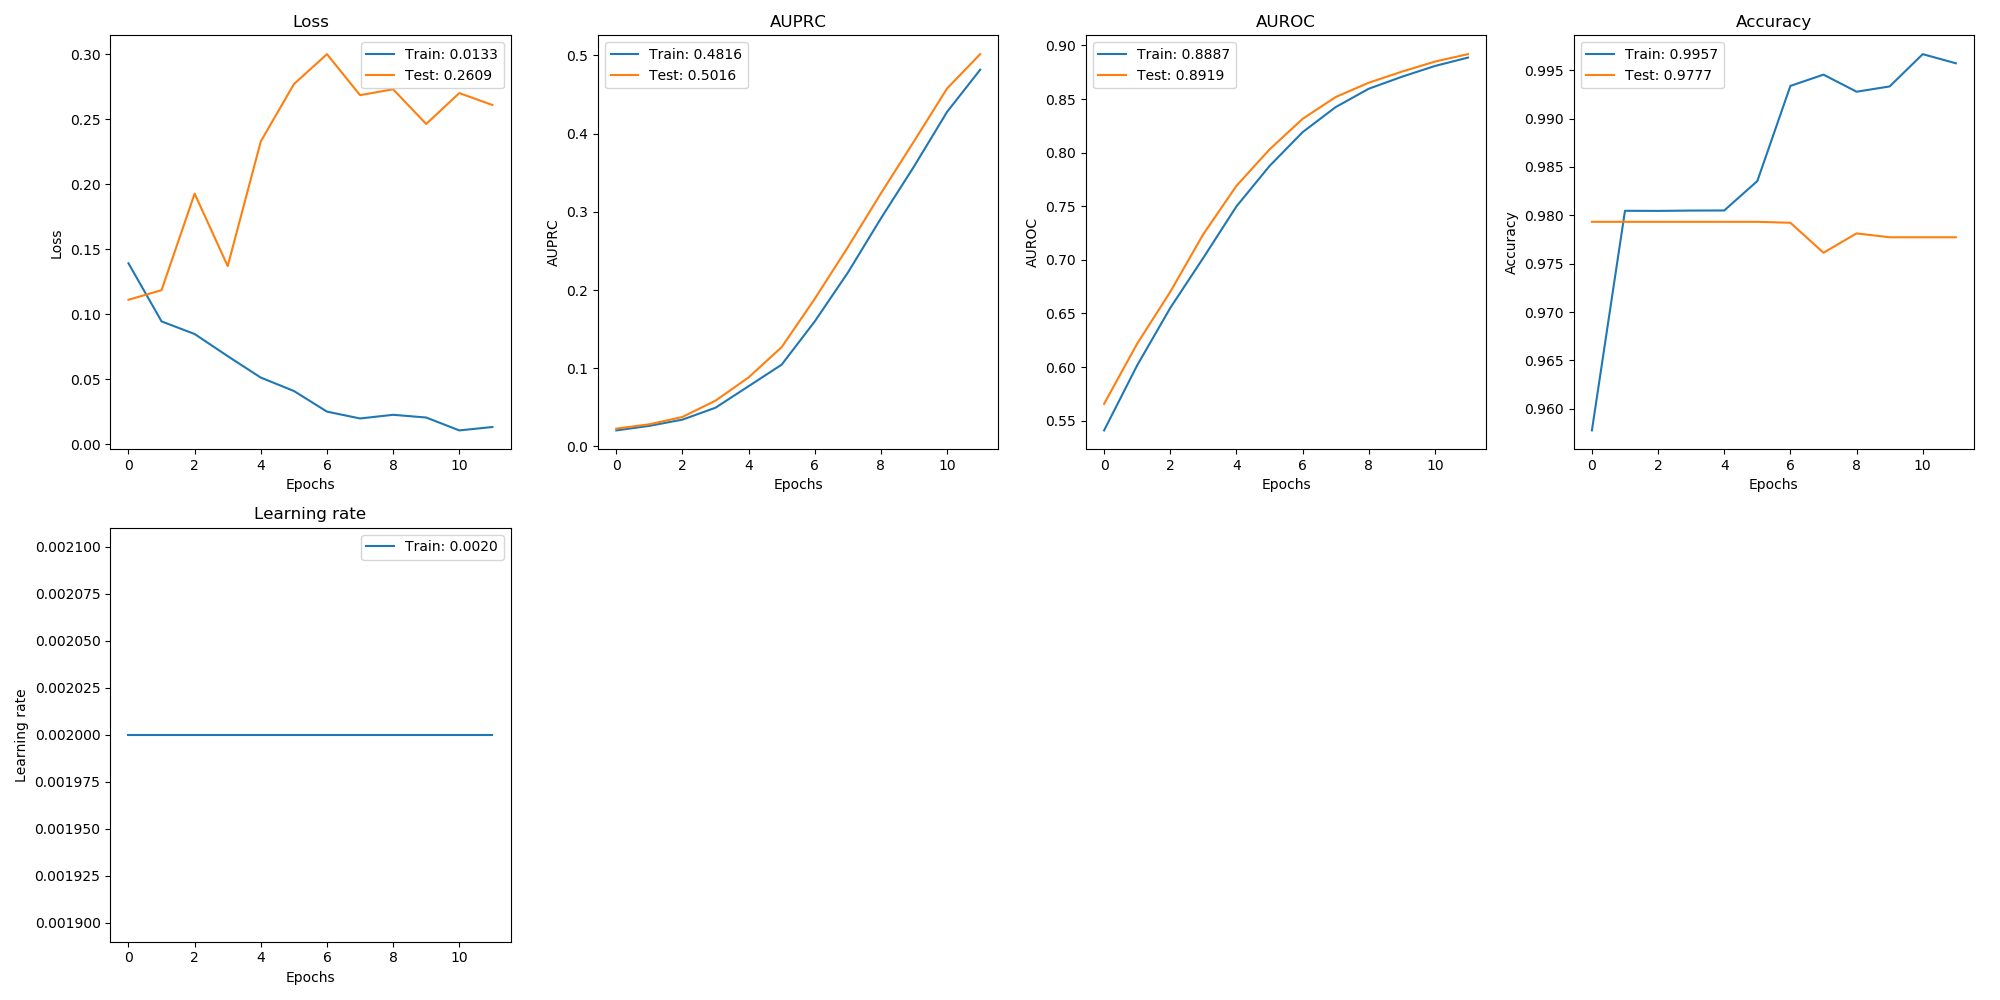 Loss
Train: 0.0133
Test: 0.2609
0.30
0.25
0.20
0.15
0.10
0.05
0.00
Loss
0 2 4 6 8 10
Epochs
AUPRC
Train: 0.4816
Test: 0.5016
0.5
0.4
0.3
0.2
0.1
0.0
AUPRC
0 2 4 6 8 10
Epochs
AUROC
Train: 0.8887
Test: 0.8919
0.90
0.85
0.80
0.75
0.70
0.65
0.60
0.55
AUROC
0 2 4 6 8 10
Epochs
Accuracy
Train: 0.9957
Test: 0.9777
0.995
0.990
0.985
0.980
0.975
0.970
0.965
0.960
Accuracy
0 2 4 6 8 10
Epochs
Learning rate
Train: 0.0020
0.002100
0.002075
0.002050
0.002025
0.002000
0.001975
0.001950
0.001925
0.001900
Learning rate
0 2 4 6 8 10
Epochs